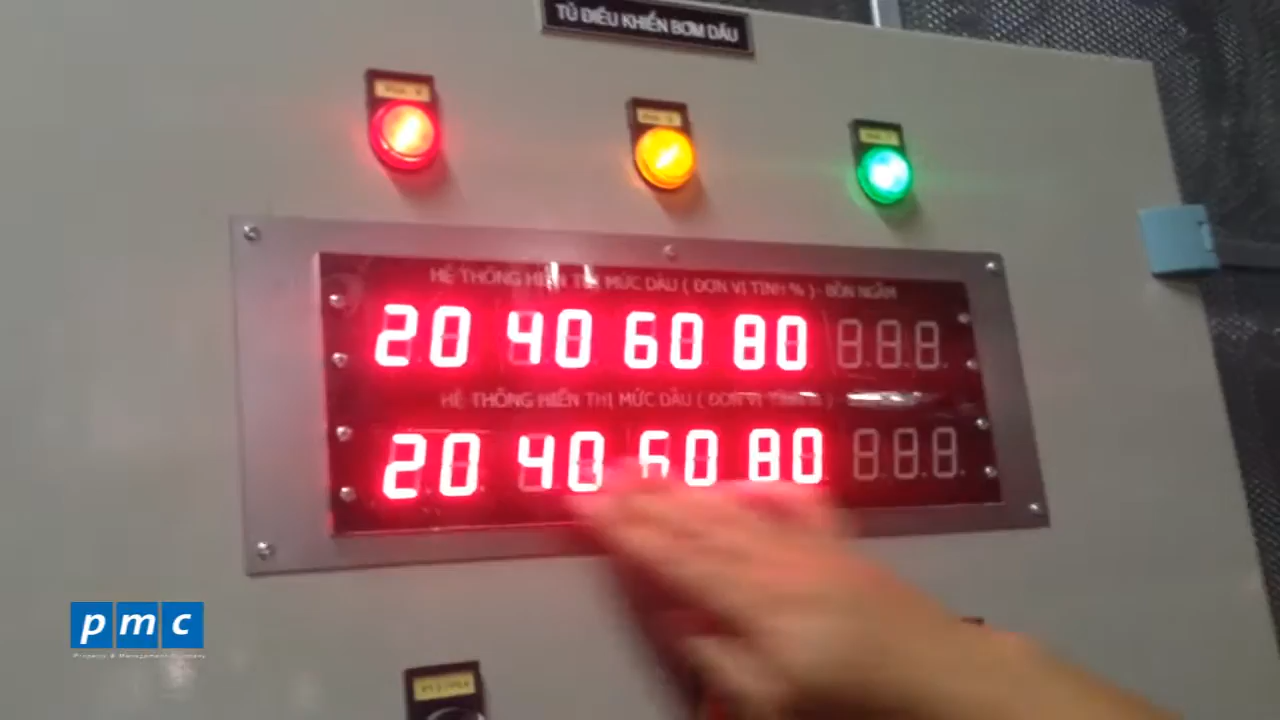 TỦ ĐIỀU KHIỂN BƠM DẦU
HỆ THỐNG HIỂN THỊ MỨC DẦU ( ĐƠN VỊ TÍNH % ) - BỒN NGẦM
20 40 60 80
HỆ THỐNG HIỂN THỊ MỨC DẦU ( ĐƠN VỊ TÍNH % ) -
20 40 60 80
pmc